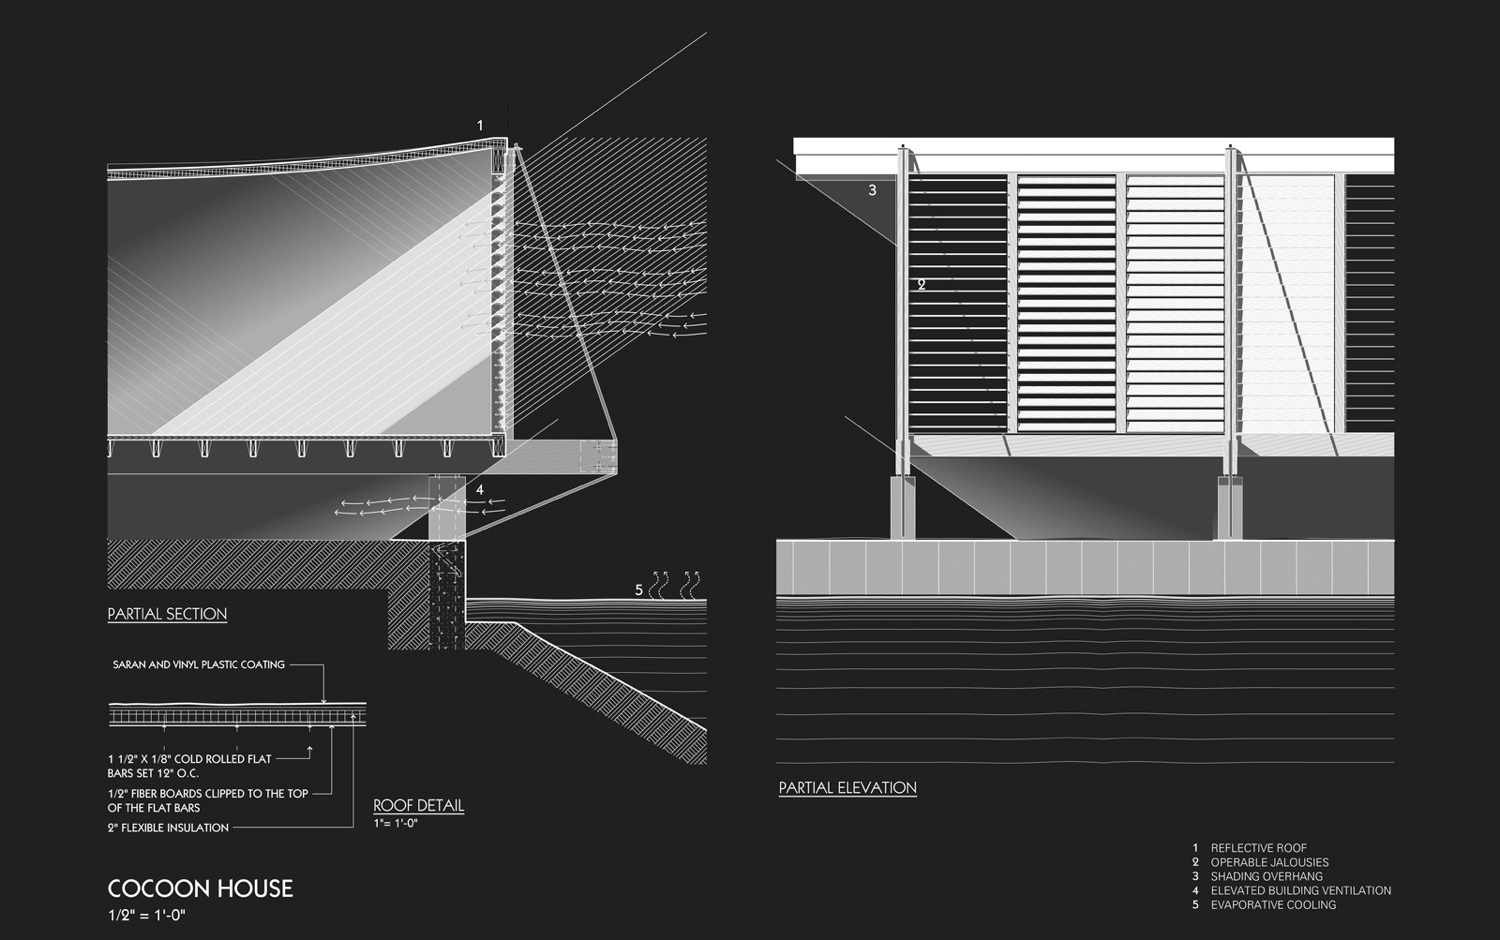 1
4
5
PARTIAL SECTION
SARAN AND VINYL PLASTIC COATING
1 1/2" X 1/8" COLD ROLLED FLAT
BARS SET 12" O.C.
1/2" FIBER BOARDS CLIPPED TO THE TOP
OF THE FLAT BARS
2" FLEXIBLE INSULATION
ROOF DETAIL
1"= 1'-0"
COCOON HOUSE
1/2" = 1'-0"
3
2
PARTIAL ELEVATION
1 REFLECTIVE ROOF
2 OPERABLE JALOUSIES
3 SHADING OVERHANG
4 ELEVATED BUILDING VENTILATION
5 EVAPORATIVE COOLING